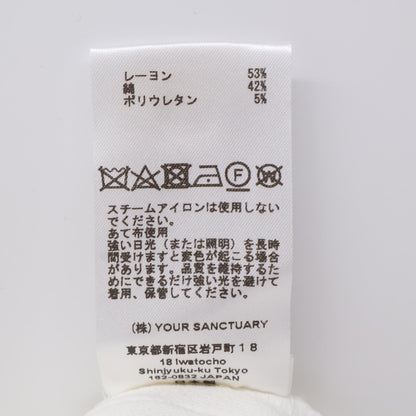 レーヨン 53%
綿 42%
ポリウレタン 5%
スチームアイロンは使用しない
でください。
あて布使用
強い日光（または照明）を長時
間受けますと変色が起こる場合
があります。品質を維持するた
めにできるだけ強い光を避けて
着用、保管してください。
(株) YOUR SANCTUARY
東京都新宿区岩戸町18
18 Iwatocho
Shinjyuku-ku Tokyo
162-0832 JAPAN